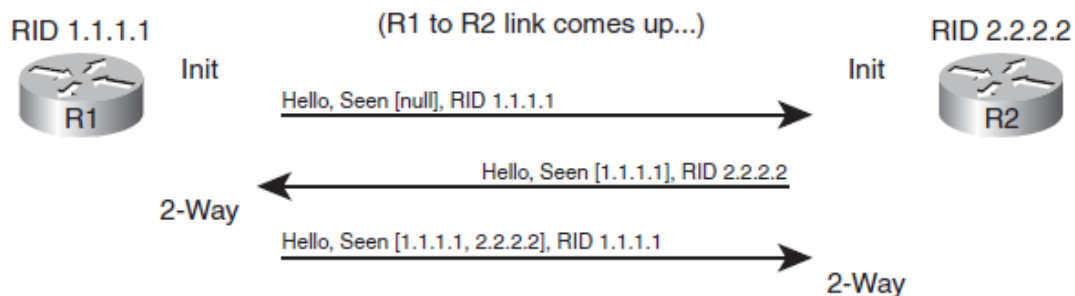 (R1 to R2 link comes up...)
RID 1.1.1.1
RID 2.2.2.2
Init
Init
R1
R2
Hello, Seen [null], RID 1.1.1.1
Hello, Seen [1.1.1.1], RID 2.2.2.2
2-Way
Hello, Seen [1.1.1.1, 2.2.2.2], RID 1.1.1.1
2-Way